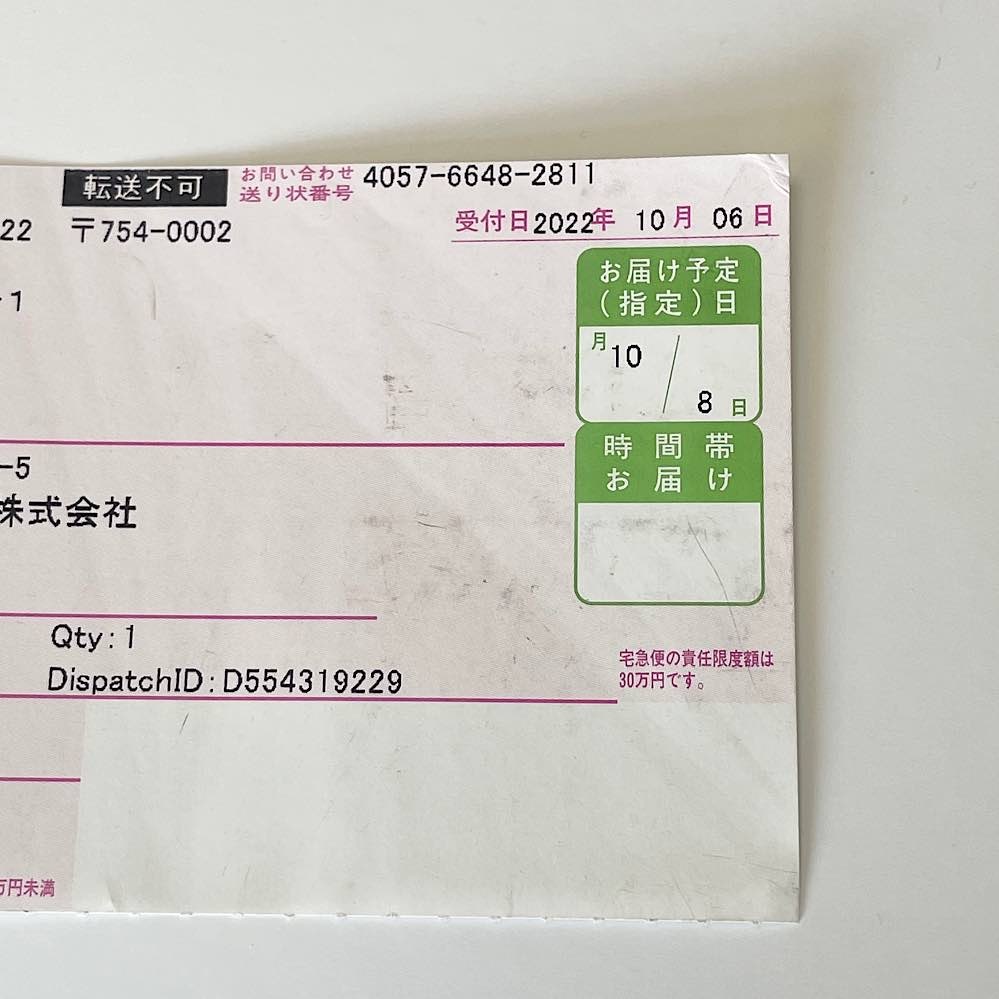 転送不可
お問い合わせ
送り状番号
4057-6648-2811
22 〒754-0002
受付日2022年 10月 06日
お届け予定
(指定)日
月10/8日
1
時間帯
お届け
-5
株式会社
Qty:1
DispatchID:D554319229
宅急便の責任限度額は
30万円です。
万円未満